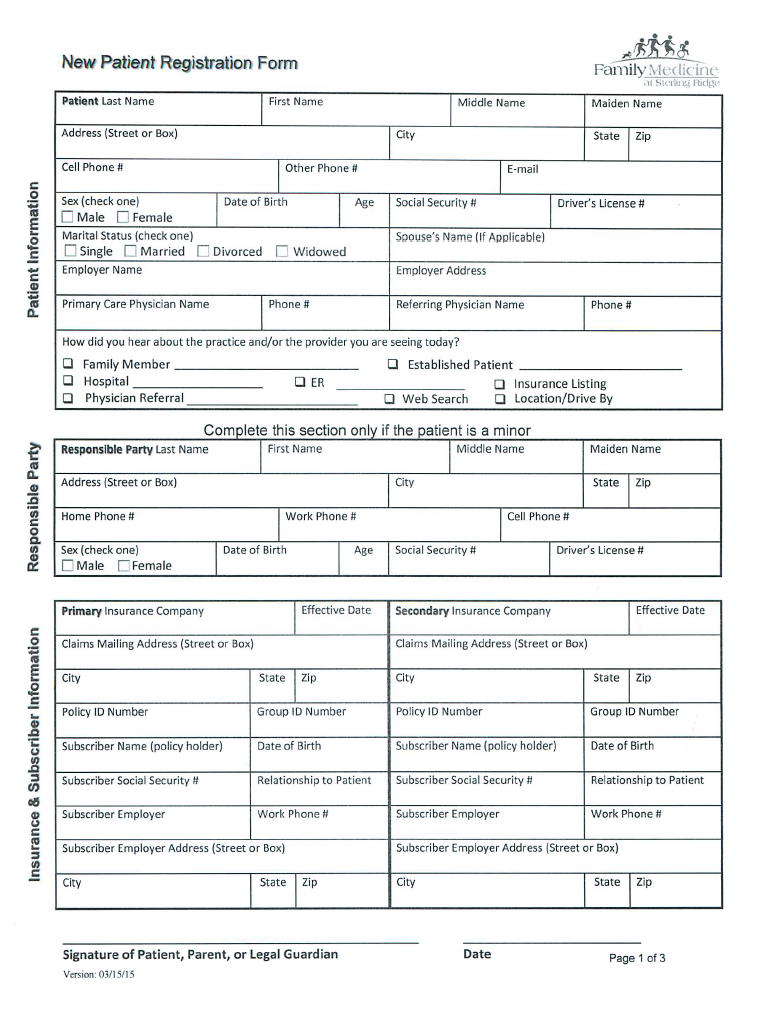 New Patient Registration Form
Family Medicine
at Sterling Ridge
Patient Information
Patient Last Name First Name Middle Name Maiden Name
Address (Street or Box) City State Zip
Cell Phone # Other Phone # E-mail
Sex (check one) Date of Birth Age Social Security # Driver's License #
☐ Male ☐ Female
Marital Status (check one) Spouse's Name (If Applicable)
☐ Single ☐ Married ☐ Divorced ☐ Widowed
Employer Name Employer Address
Primary Care Physician Name Phone # Referring Physician Name Phone #
How did you hear about the practice and/or the provider you are seeing today?
❑ Family Member ____ ❑ Established Patient ____
❑ Hospital ____ ❑ ER ____ ❑ Insurance Listing
❑ Physician Referral ____ ❑ Web Search ❑ Location/Drive By
Complete this section only if the patient is a minor
Responsible Party
Responsible Party Last Name First Name Middle Name Maiden Name
Address (Street or Box) City State Zip
Home Phone # Work Phone # Cell Phone #
Sex (check one) Date of Birth Age Social Security # Driver's License #
☐ Male ☐ Female
Insurance & Subscriber Information
Primary Insurance Company Effective Date Secondary Insurance Company Effective Date
Claims Mailing Address (Street or Box) Claims Mailing Address (Street or Box)
City State Zip City State Zip
Policy ID Number Group ID Number Policy ID Number Group ID Number
Subscriber Name (policy holder) Date of Birth Subscriber Name (policy holder) Date of Birth
Subscriber Social Security # Relationship to Patient Subscriber Social Security # Relationship to Patient
Subscriber Employer Work Phone # Subscriber Employer Work Phone #
Subscriber Employer Address (Street or Box) Subscriber Employer Address (Street or Box)
City State Zip City State Zip
Signature of Patient, Parent, or Legal Guardian Date Page 1 of 3
Version: 03/15/15